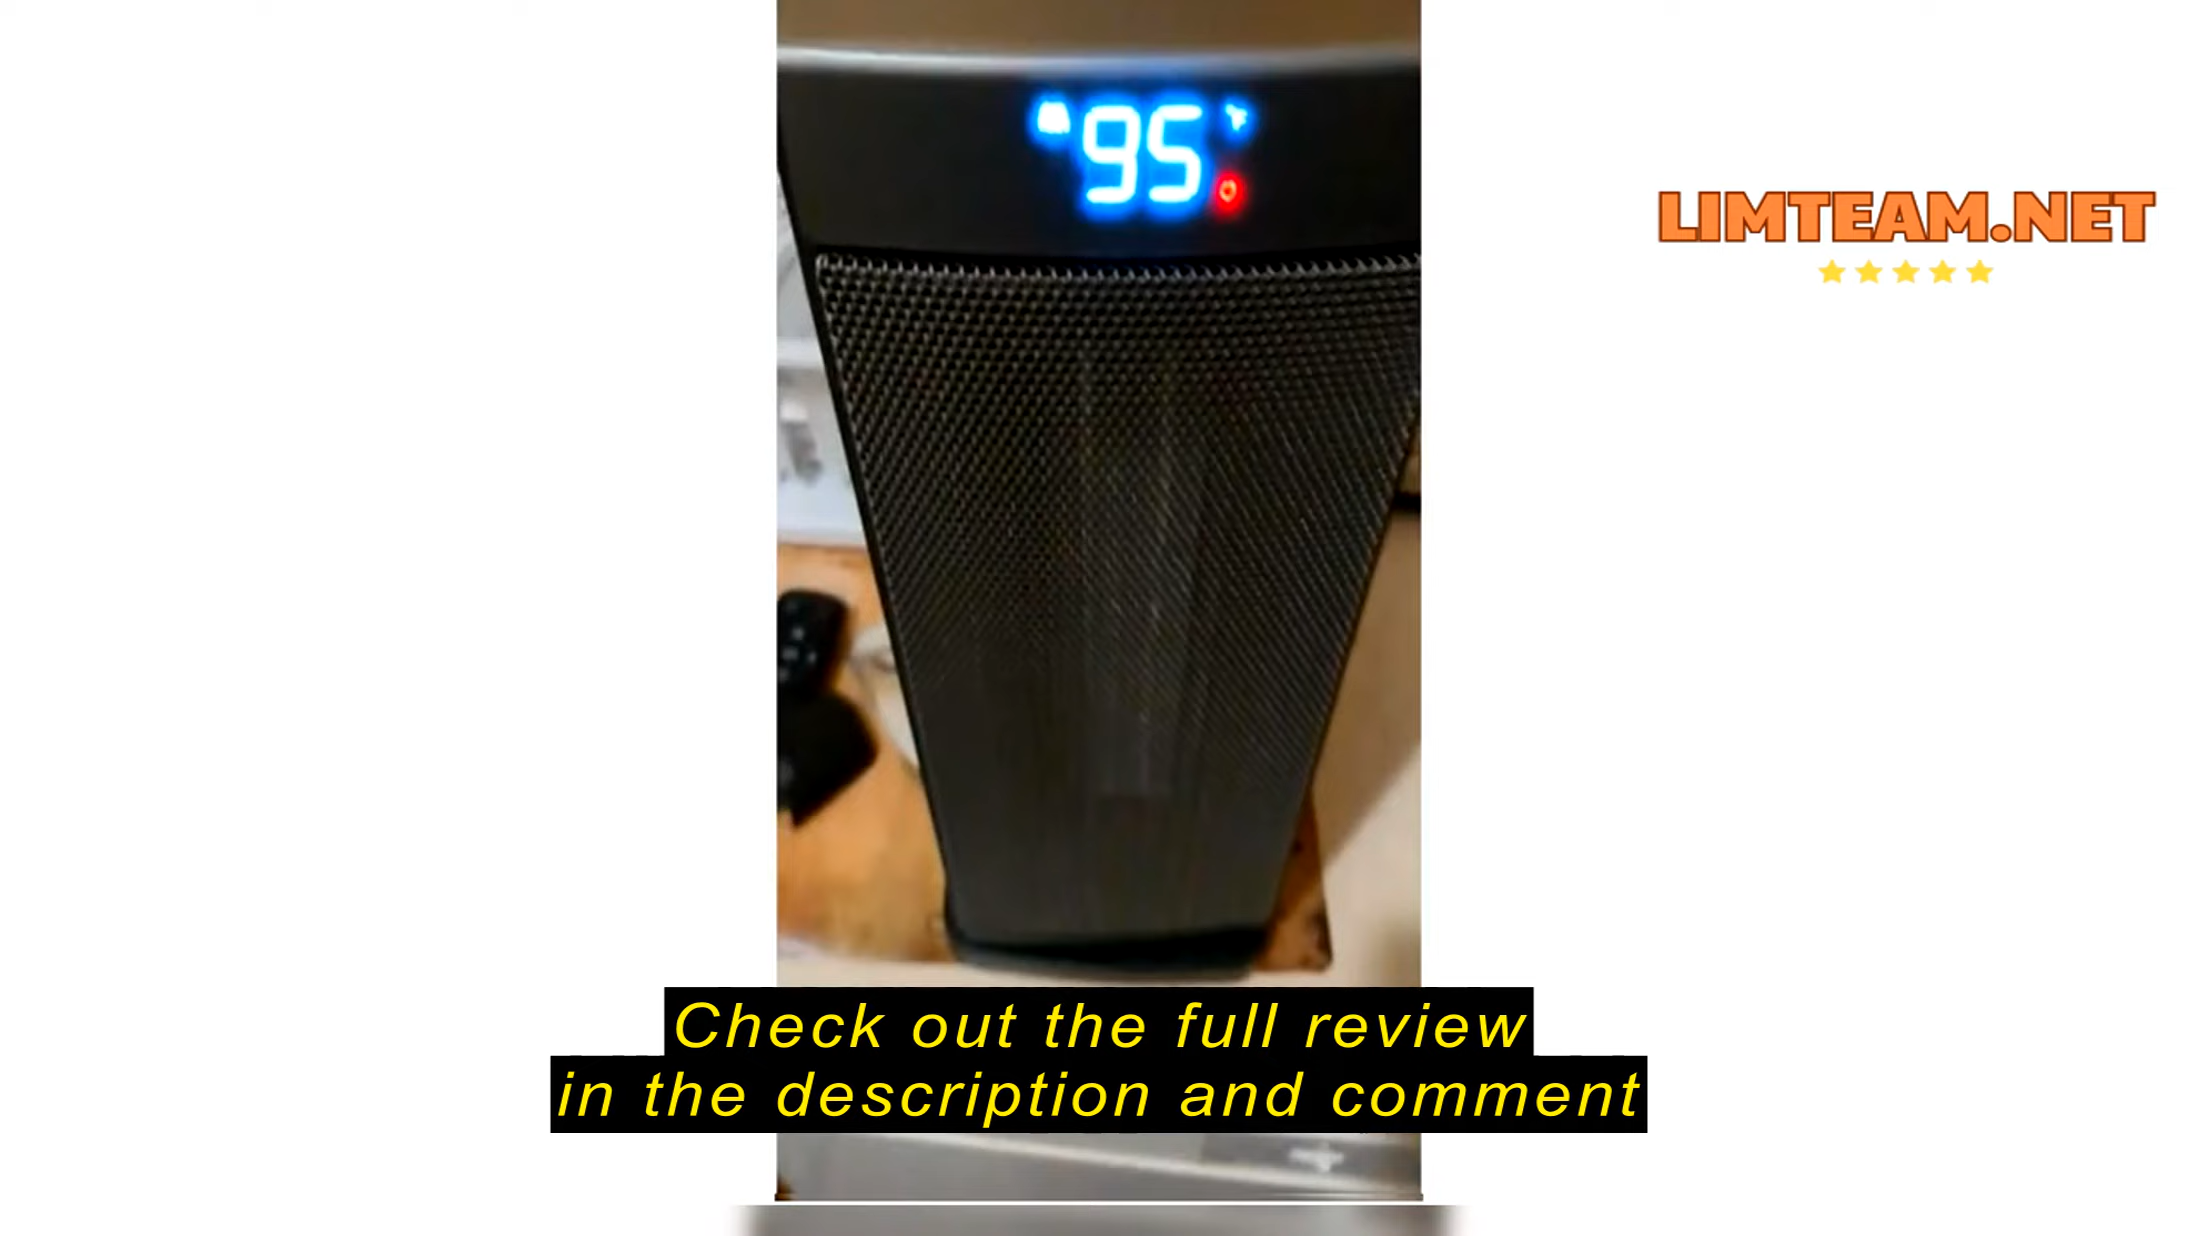 95
LIMTEAM.NET
Check out the full review
in the description and comment